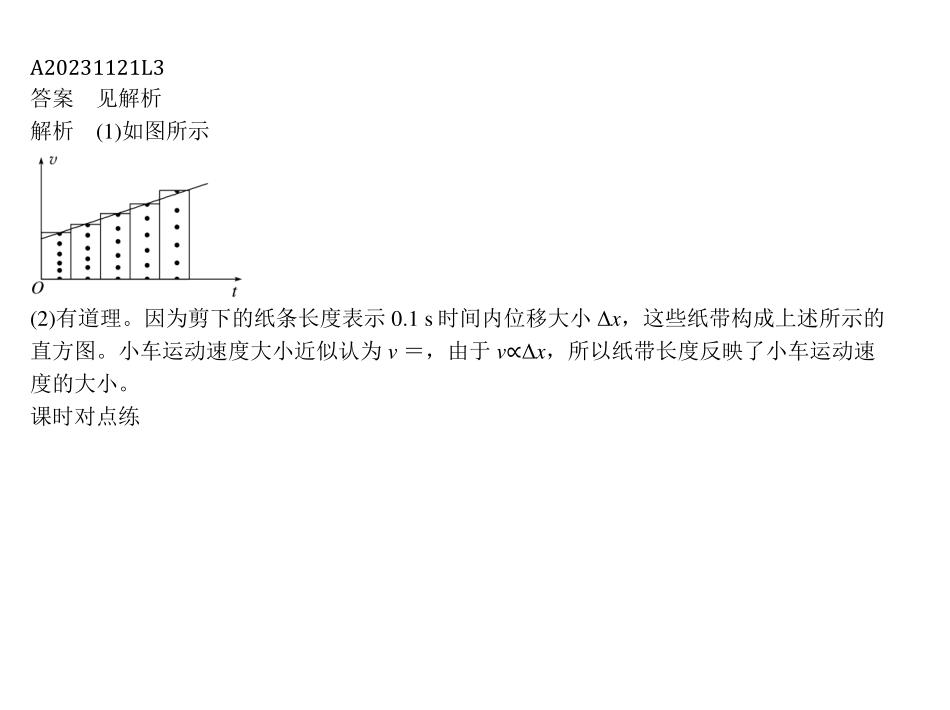 A20231121L3
答案　见解析
解析　(1)如图所示
v
O
t
(2)有道理。因为剪下的纸条长度表示 0.1 s 时间内位移大小 Δx，这些纸带构成上述所示的
直方图。小车运动速度大小近似认为 v ＝，由于 v∝Δx，所以纸带长度反映了小车运动速
度的大小。
课时对点练